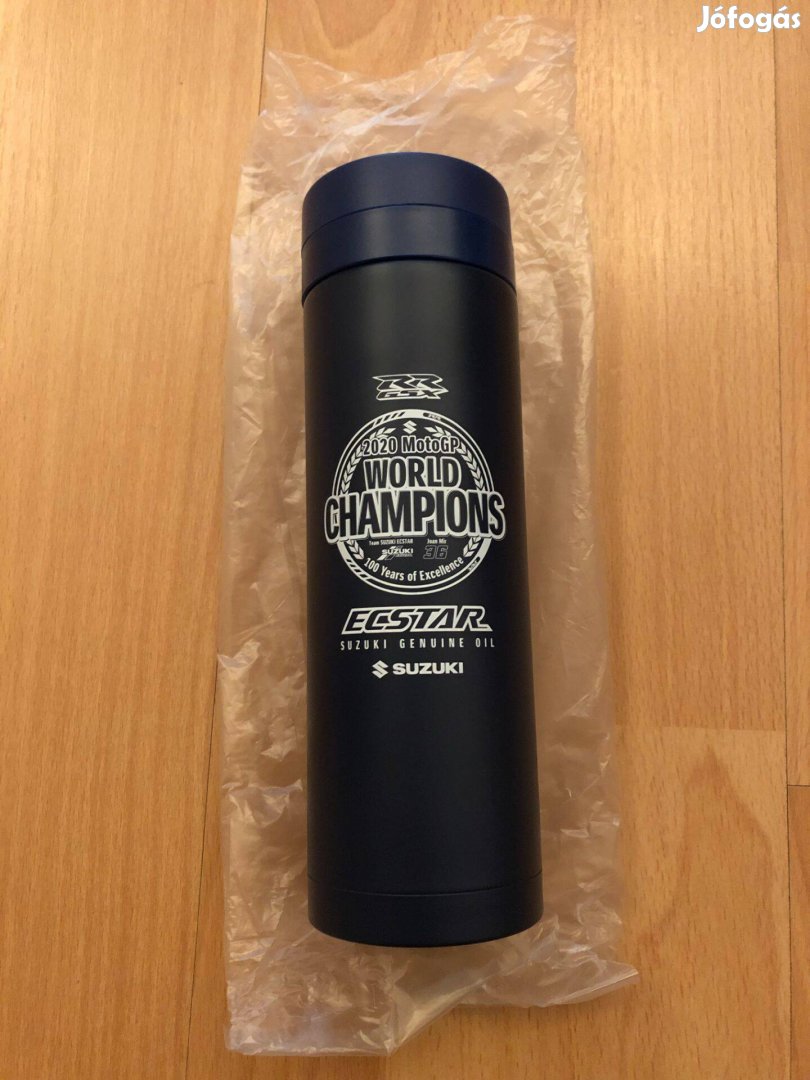 Jófogás
RR
GSX
2020 MotoGP
WORLD
CHAMPIONS
Team SUZUKI ECSTAR
Joan Mir
SUZUKI
36
100 Years of Excellence
ECSTAR
SUZUKI GENUINE OIL
SUZUKI